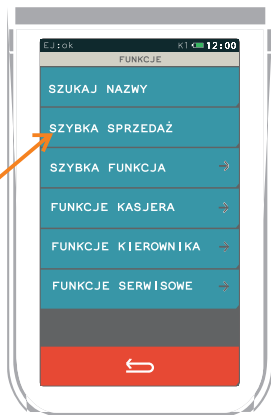 EJ:ok K1 12:00
FUNKCJE
SZUKAJ NAZWY
SZYBKA SPRZEDAŻ
SZYBKA FUNKCJA
FUNKCJE KASJERA
FUNKCJE KIEROWNIKA
FUNKCJE SERWISOWE